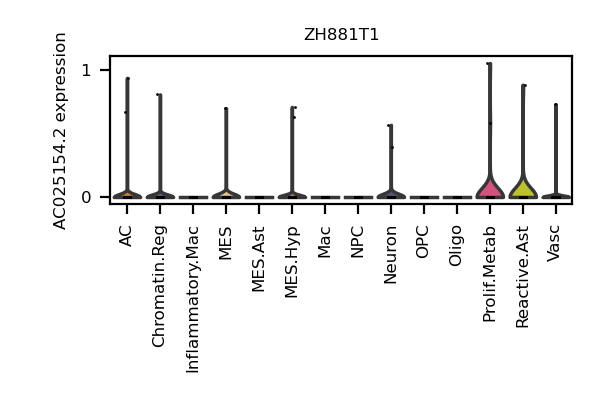 ZH881T1
AC025154.2 expression
1
0
AC
Chromatin.Reg
Inflammatory.Mac
MES
MES.Ast
MES.Hyp
Mac
NPC
Neuron
OPC
Oligo
Prolif.Metab
Reactive.Ast
Vasc